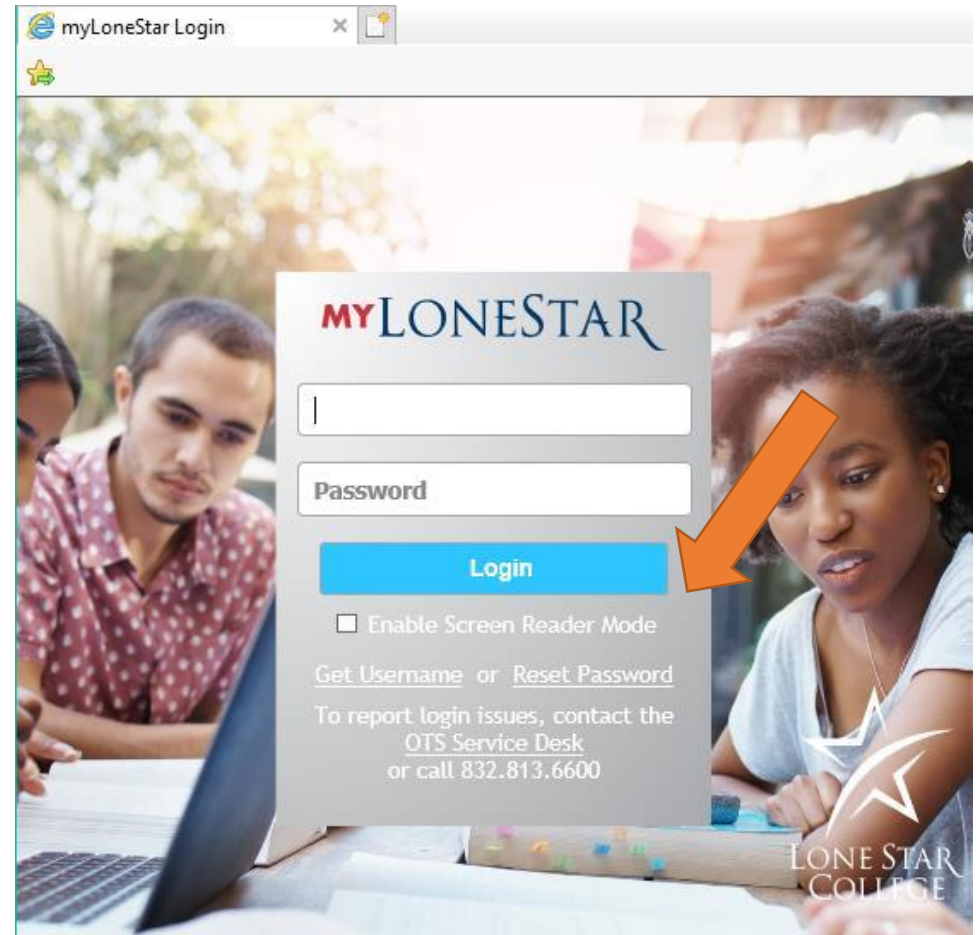 myLoneStar Login
MYLONESTAR
Password
Login
Enable Screen Reader Mode
Get Username or Reset Password
To report login issues, contact the
OTS Service Desk
or call 832.813.6600
LONE STAR
COLLEGE